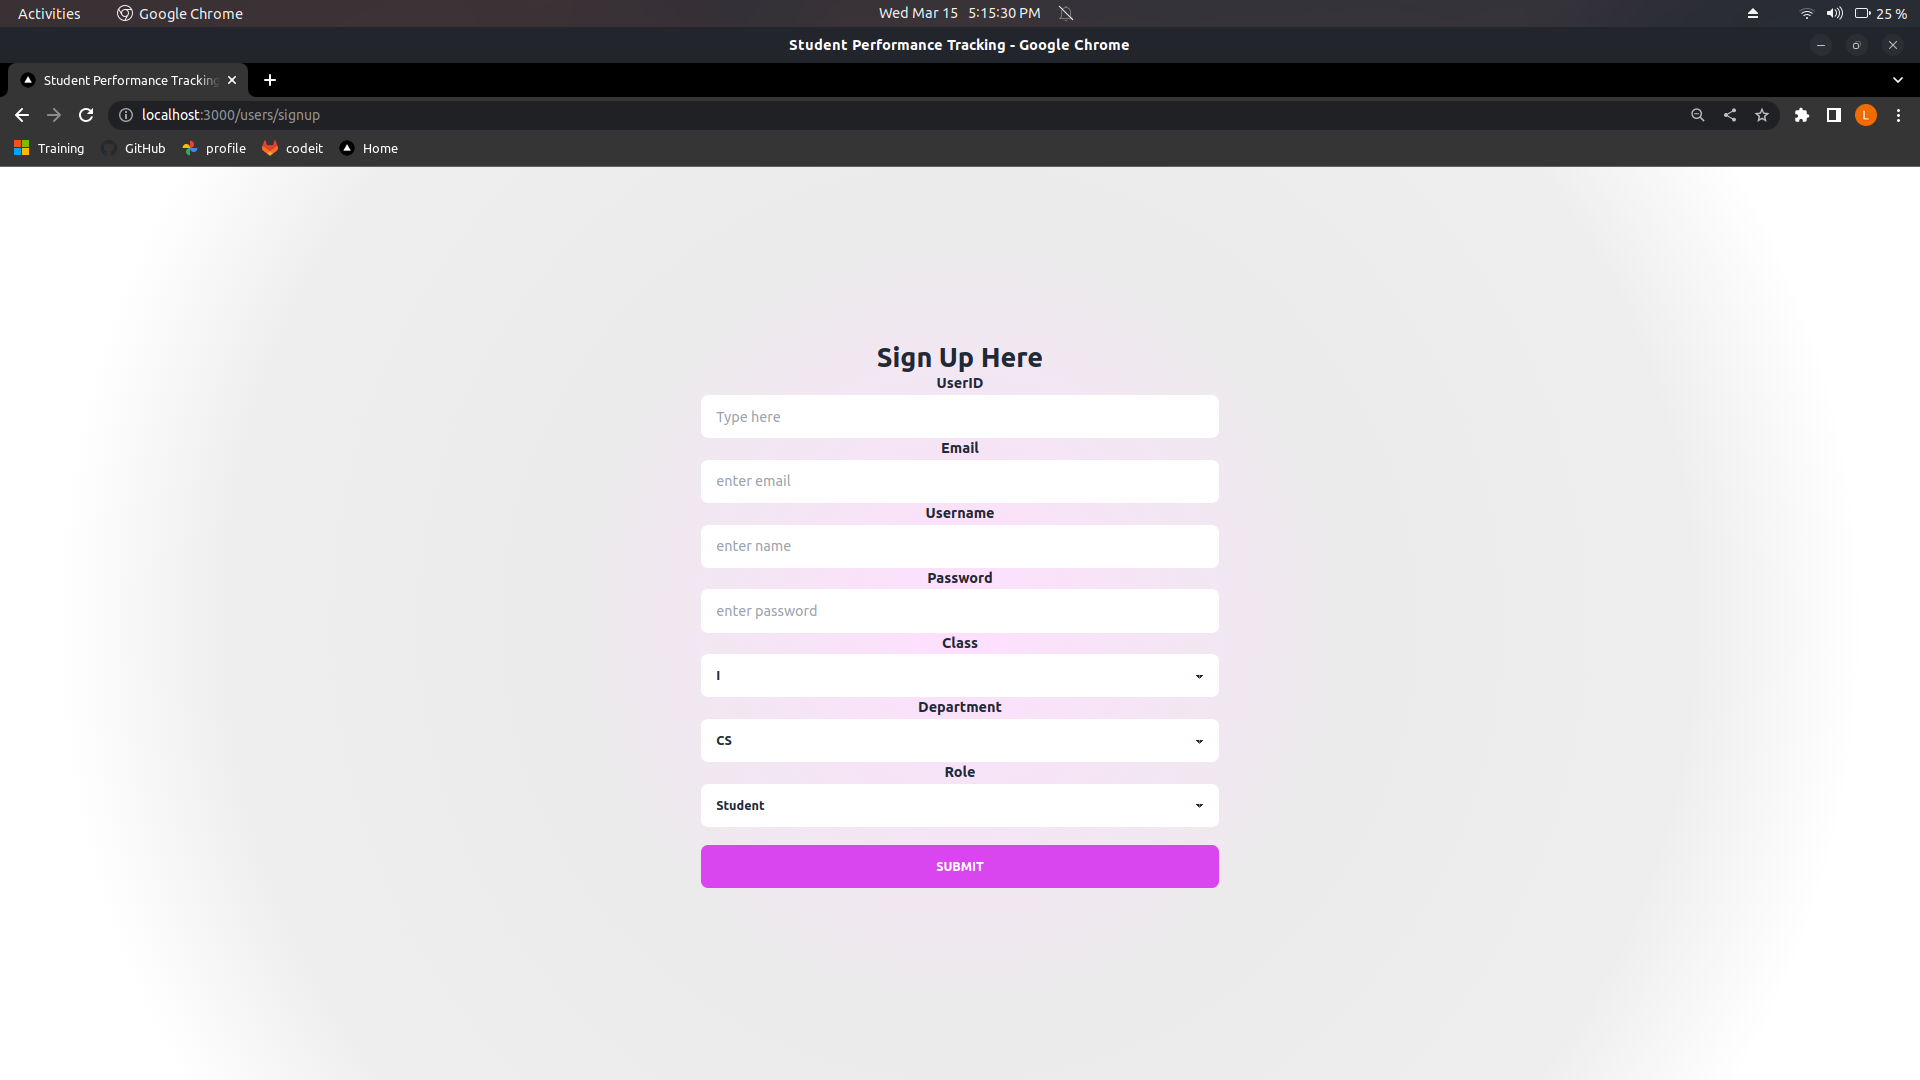 Activities Google Chrome Wed Mar 15 5:15:30 PM 25 %
Student Performance Tracking - Google Chrome
Student Performance Tracking
localhost:3000/users/signup L
Training GitHub profile codeit Home
Sign Up Here
UserID
Type here
Email
enter email
Username
enter name
Password
enter password
Class
I
Department
CS
Role
Student
SUBMIT